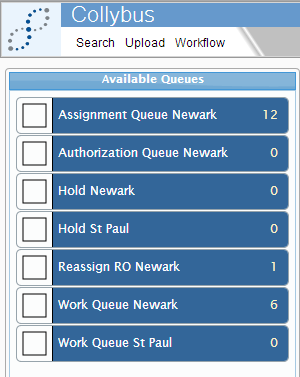 Collybus
Search Upload Workflow
Available Queues
Assignment Queue Newark 12
Authorization Queue Newark 0
Hold Newark 0
Hold St Paul 0
Reassign RO Newark 1
Work Queue Newark 6
Work Queue St Paul 0